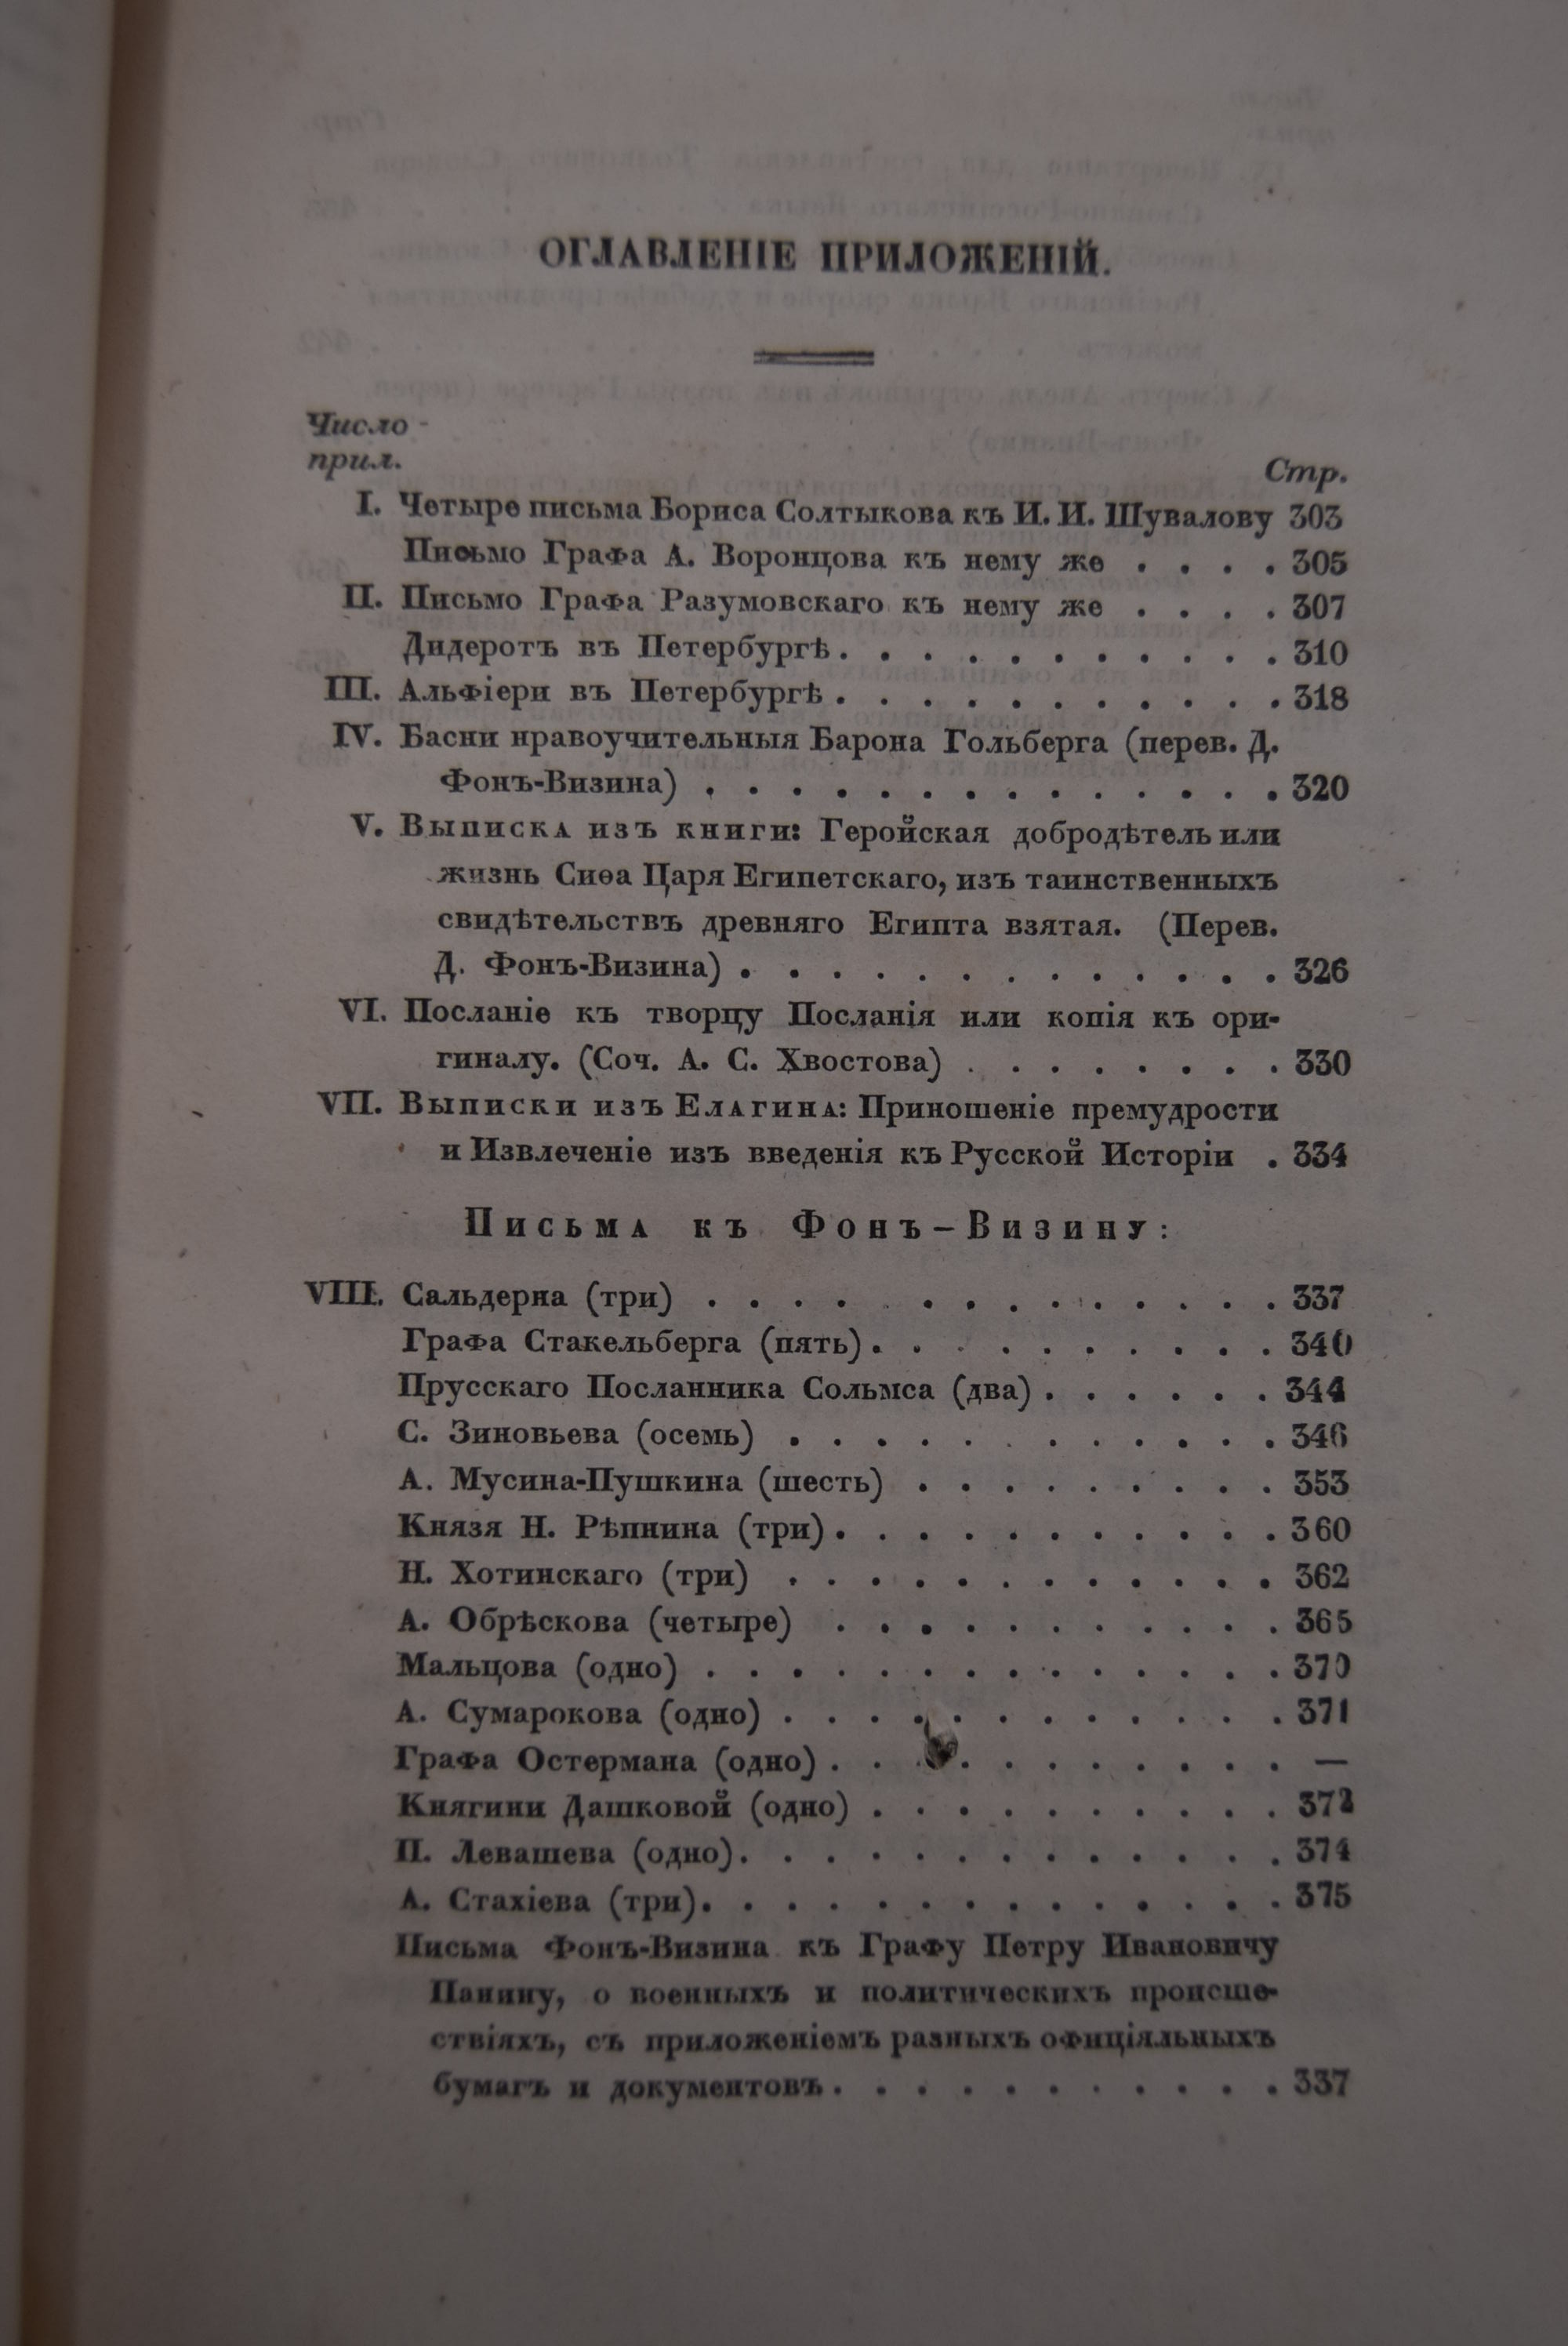 ОГЛАВЛЕНІЕ ПРИЛОЖЕНІЙ.
Число
прил.
Стр.
I. Четыре письма Бориса Солтыкова къ И. И. Шувалову 303
Письмо Графа А. Воронцова къ нему же . . . . 305
II. Письмо Графа Разумовскаго къ нему же . . . . 307
Дидеротъ въ Петербургѣ. . . . . . . . . . . 310
III. Альфіери въ Петербургѣ . . . . . . . . . . . 318
IV. Басни нравоучительныя Барона Гольберга (перев. Д.
Фонъ-Визина) . . . . . . . . . . . . . . 320
V. Выписка изъ книги: Геройская добродѣтель или
жизнь Сиѳа Царя Египетскаго, изъ таинственныхъ
свидѣтельствъ древняго Египта взятая. (Перев.
Д. Фонъ-Визина) . . . . . . . . . . . . . 326
VI. Посланіе къ творцу Посланія или копія къ ори-
гиналу. (Соч. А. С. Хвостова) . . . . . . . . 330
VII. Выписки изъ Елагина: Приношеніе премудрости
и Извлеченіе изъ введенія къ Русской Исторіи . 334
Письма къ Фонъ-Визину:
VIII. Сальдерна (три) . . . . . . . . . . . . . . 337
Графа Стакельберга (пять). . . . . . . . . . 340
Прусскаго Посланника Сольмса (два) . . . . . . 344
С. Зиновьева (осемь) . . . . . . . . . . . . 346
А. Мусина-Пушкина (шесть) . . . . . . . . . 353
Князя Н. Рѣпнина (три) . . . . . . . . . . . 360
Н. Хотинскаго (три) . . . . . . . . . . . . 362
А. Обрѣскова (четыре) . . . . . . . . . . . 365
Мальцова (одно) . . . . . . . . . . . . . . 370
А. Сумарокова (одно) . . . . . . . . . . . . 371
Графа Остермана (одно) . . . . . . . . . . . —
Княгини Дашковой (одно) . . . . . . . . . . 372
П. Левашева (одно). . . . . . . . . . . . . 374
А. Стахіева (три). . . . . . . . . . . . . . 375
Письма Фонъ-Визина къ Графу Петру Ивановичу
Панину, о военныхъ и политическихъ происше-
ствіяхъ, съ приложеніемъ разныхъ офиціяльныхъ
бумагъ и документовъ . . . . . . . . . . . 337